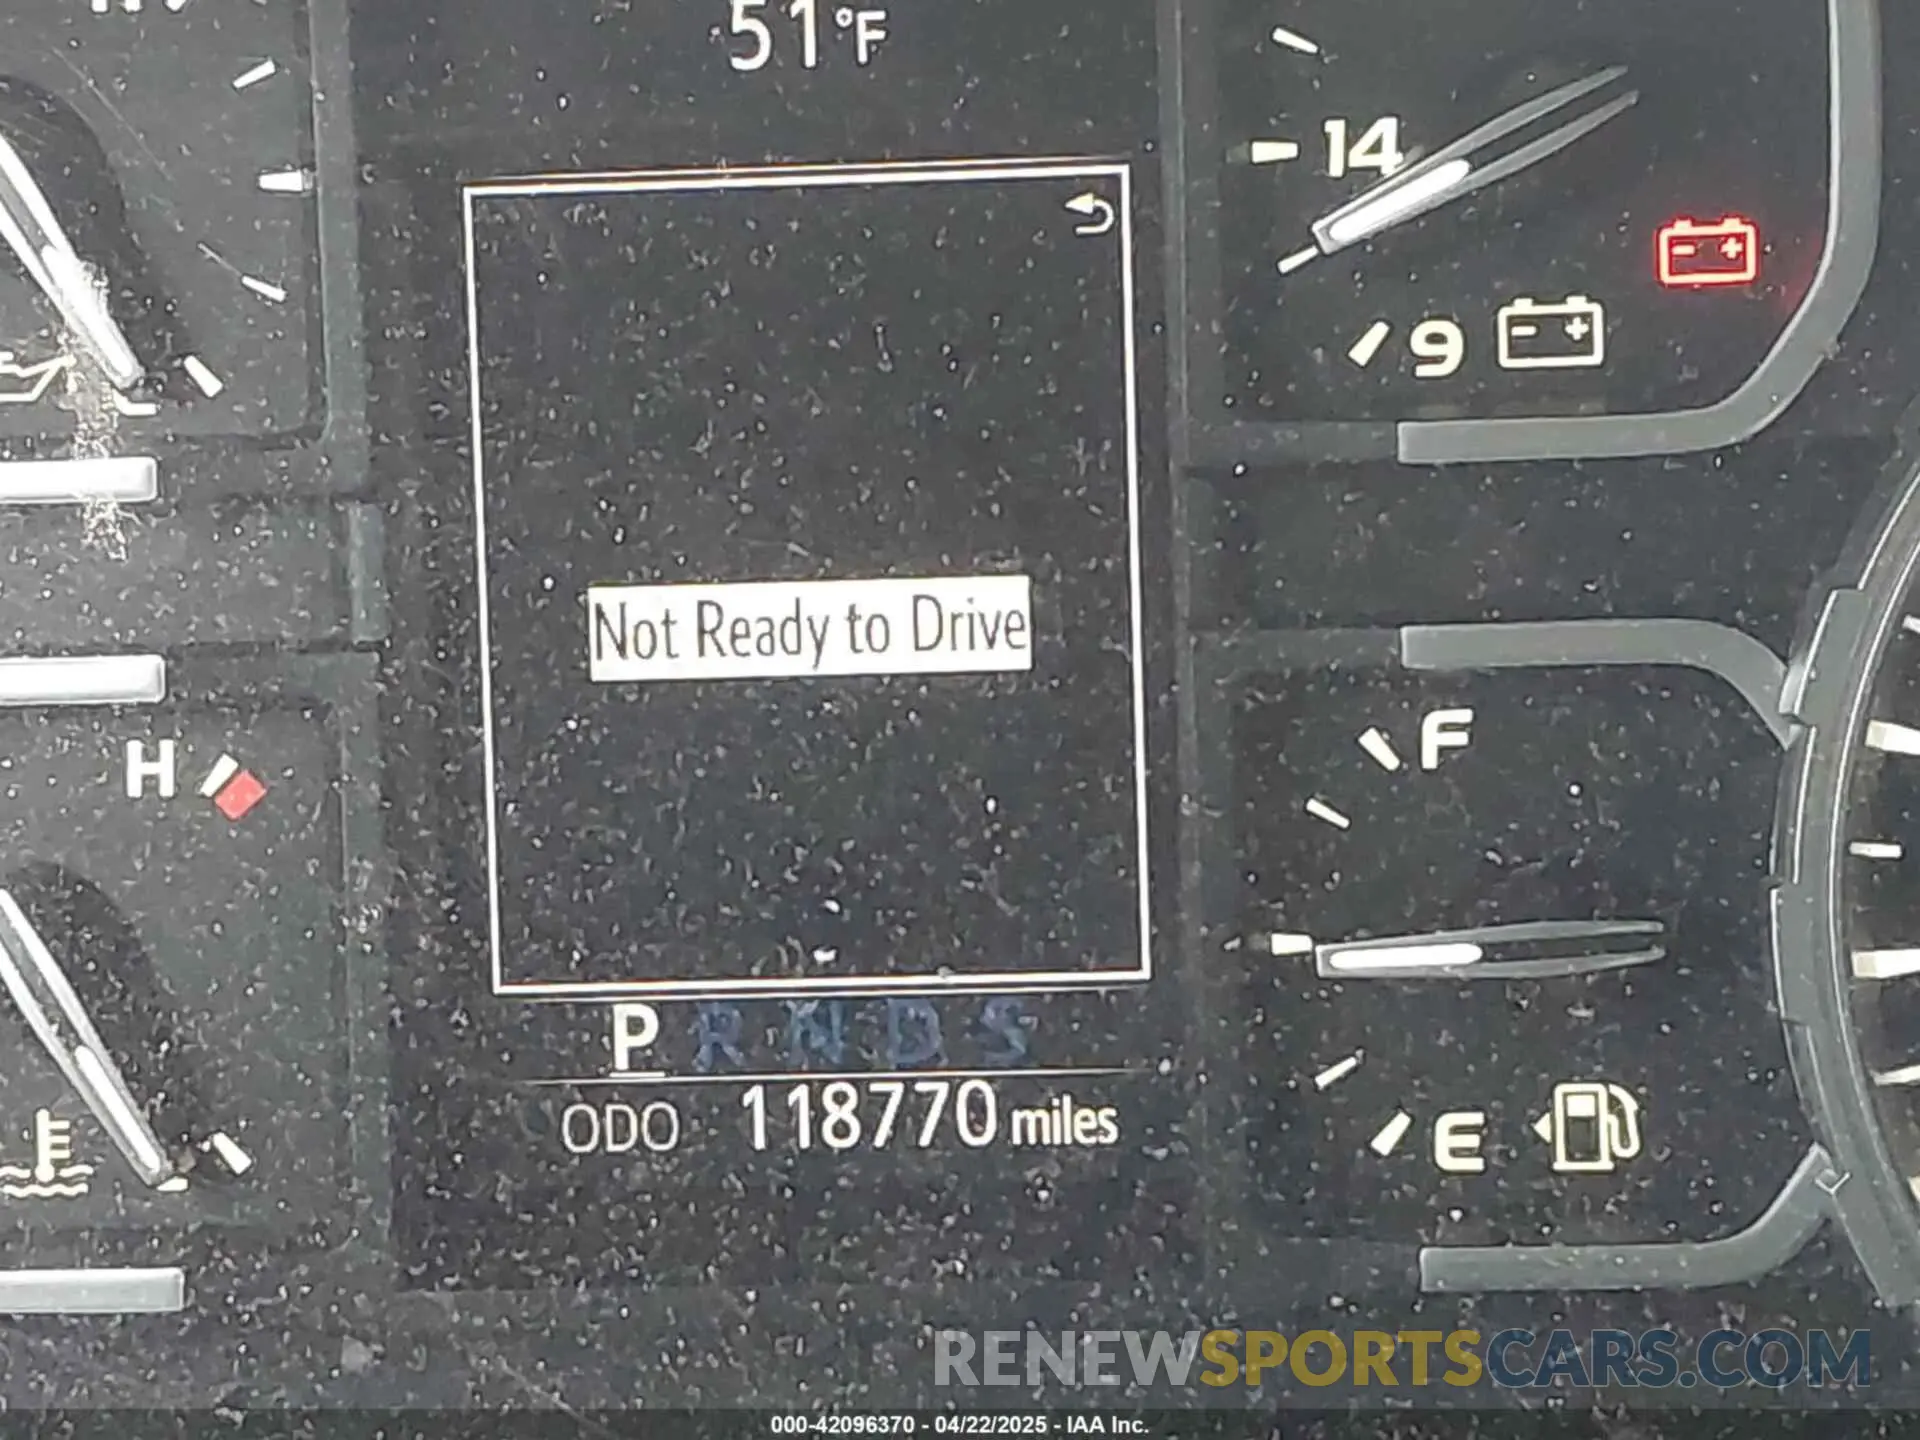 51°F
14
9
Not Ready to Drive
H
F
P R N D S
ODO 118770 miles
E
RENEWSPORTSCARS.COM
000-42096370 - 04/22/2025 - IAA Inc.